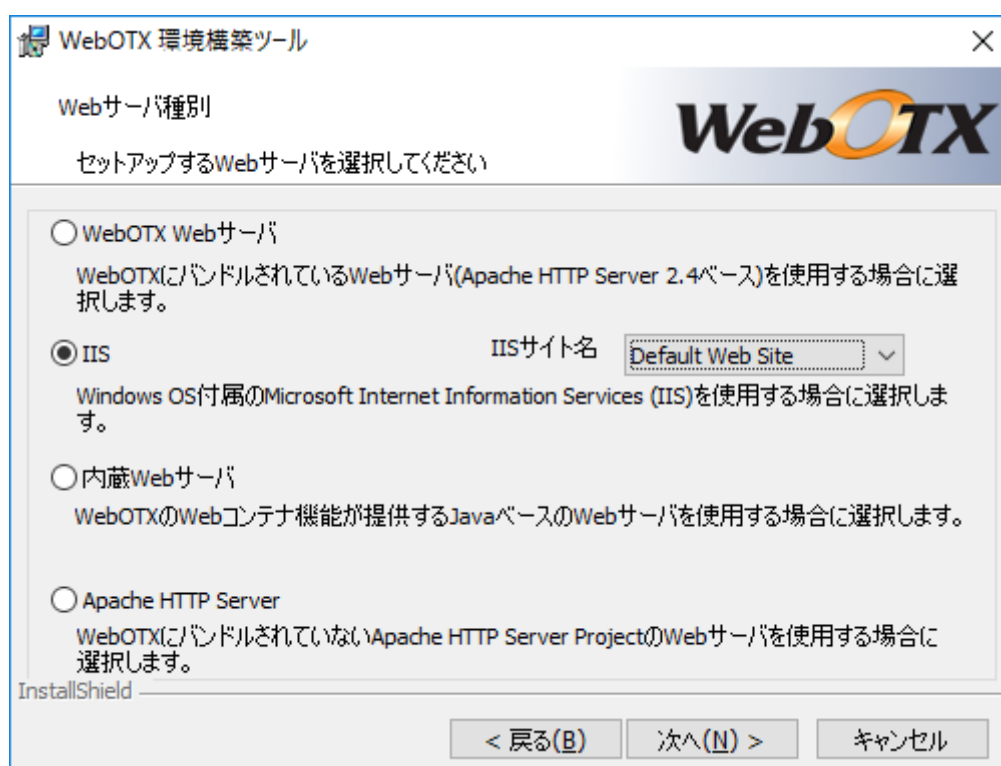 WebOTX 環境構築ツール
Webサーバ種別
WebOTX
セットアップするWebサーバを選択してください
WebOTX Webサーバ
WebOTXにバンドルされているWebサーバ(Apache HTTP Server 2.4ベース)を使用する場合に選
択します。
IIS IISサイト名 Default Web Site
Windows OS付属のMicrosoft Internet Information Services (IIS)を使用する場合に選択しま
す。
内蔵Webサーバ
WebOTXのWebコンテナ機能が提供するJavaベースのWebサーバを使用する場合に選択します。
Apache HTTP Server
WebOTXにバンドルされていないApache HTTP Server ProjectのWebサーバを使用する場合に
選択します。
InstallShield
< 戻る(B) 次へ(N) > キャンセル